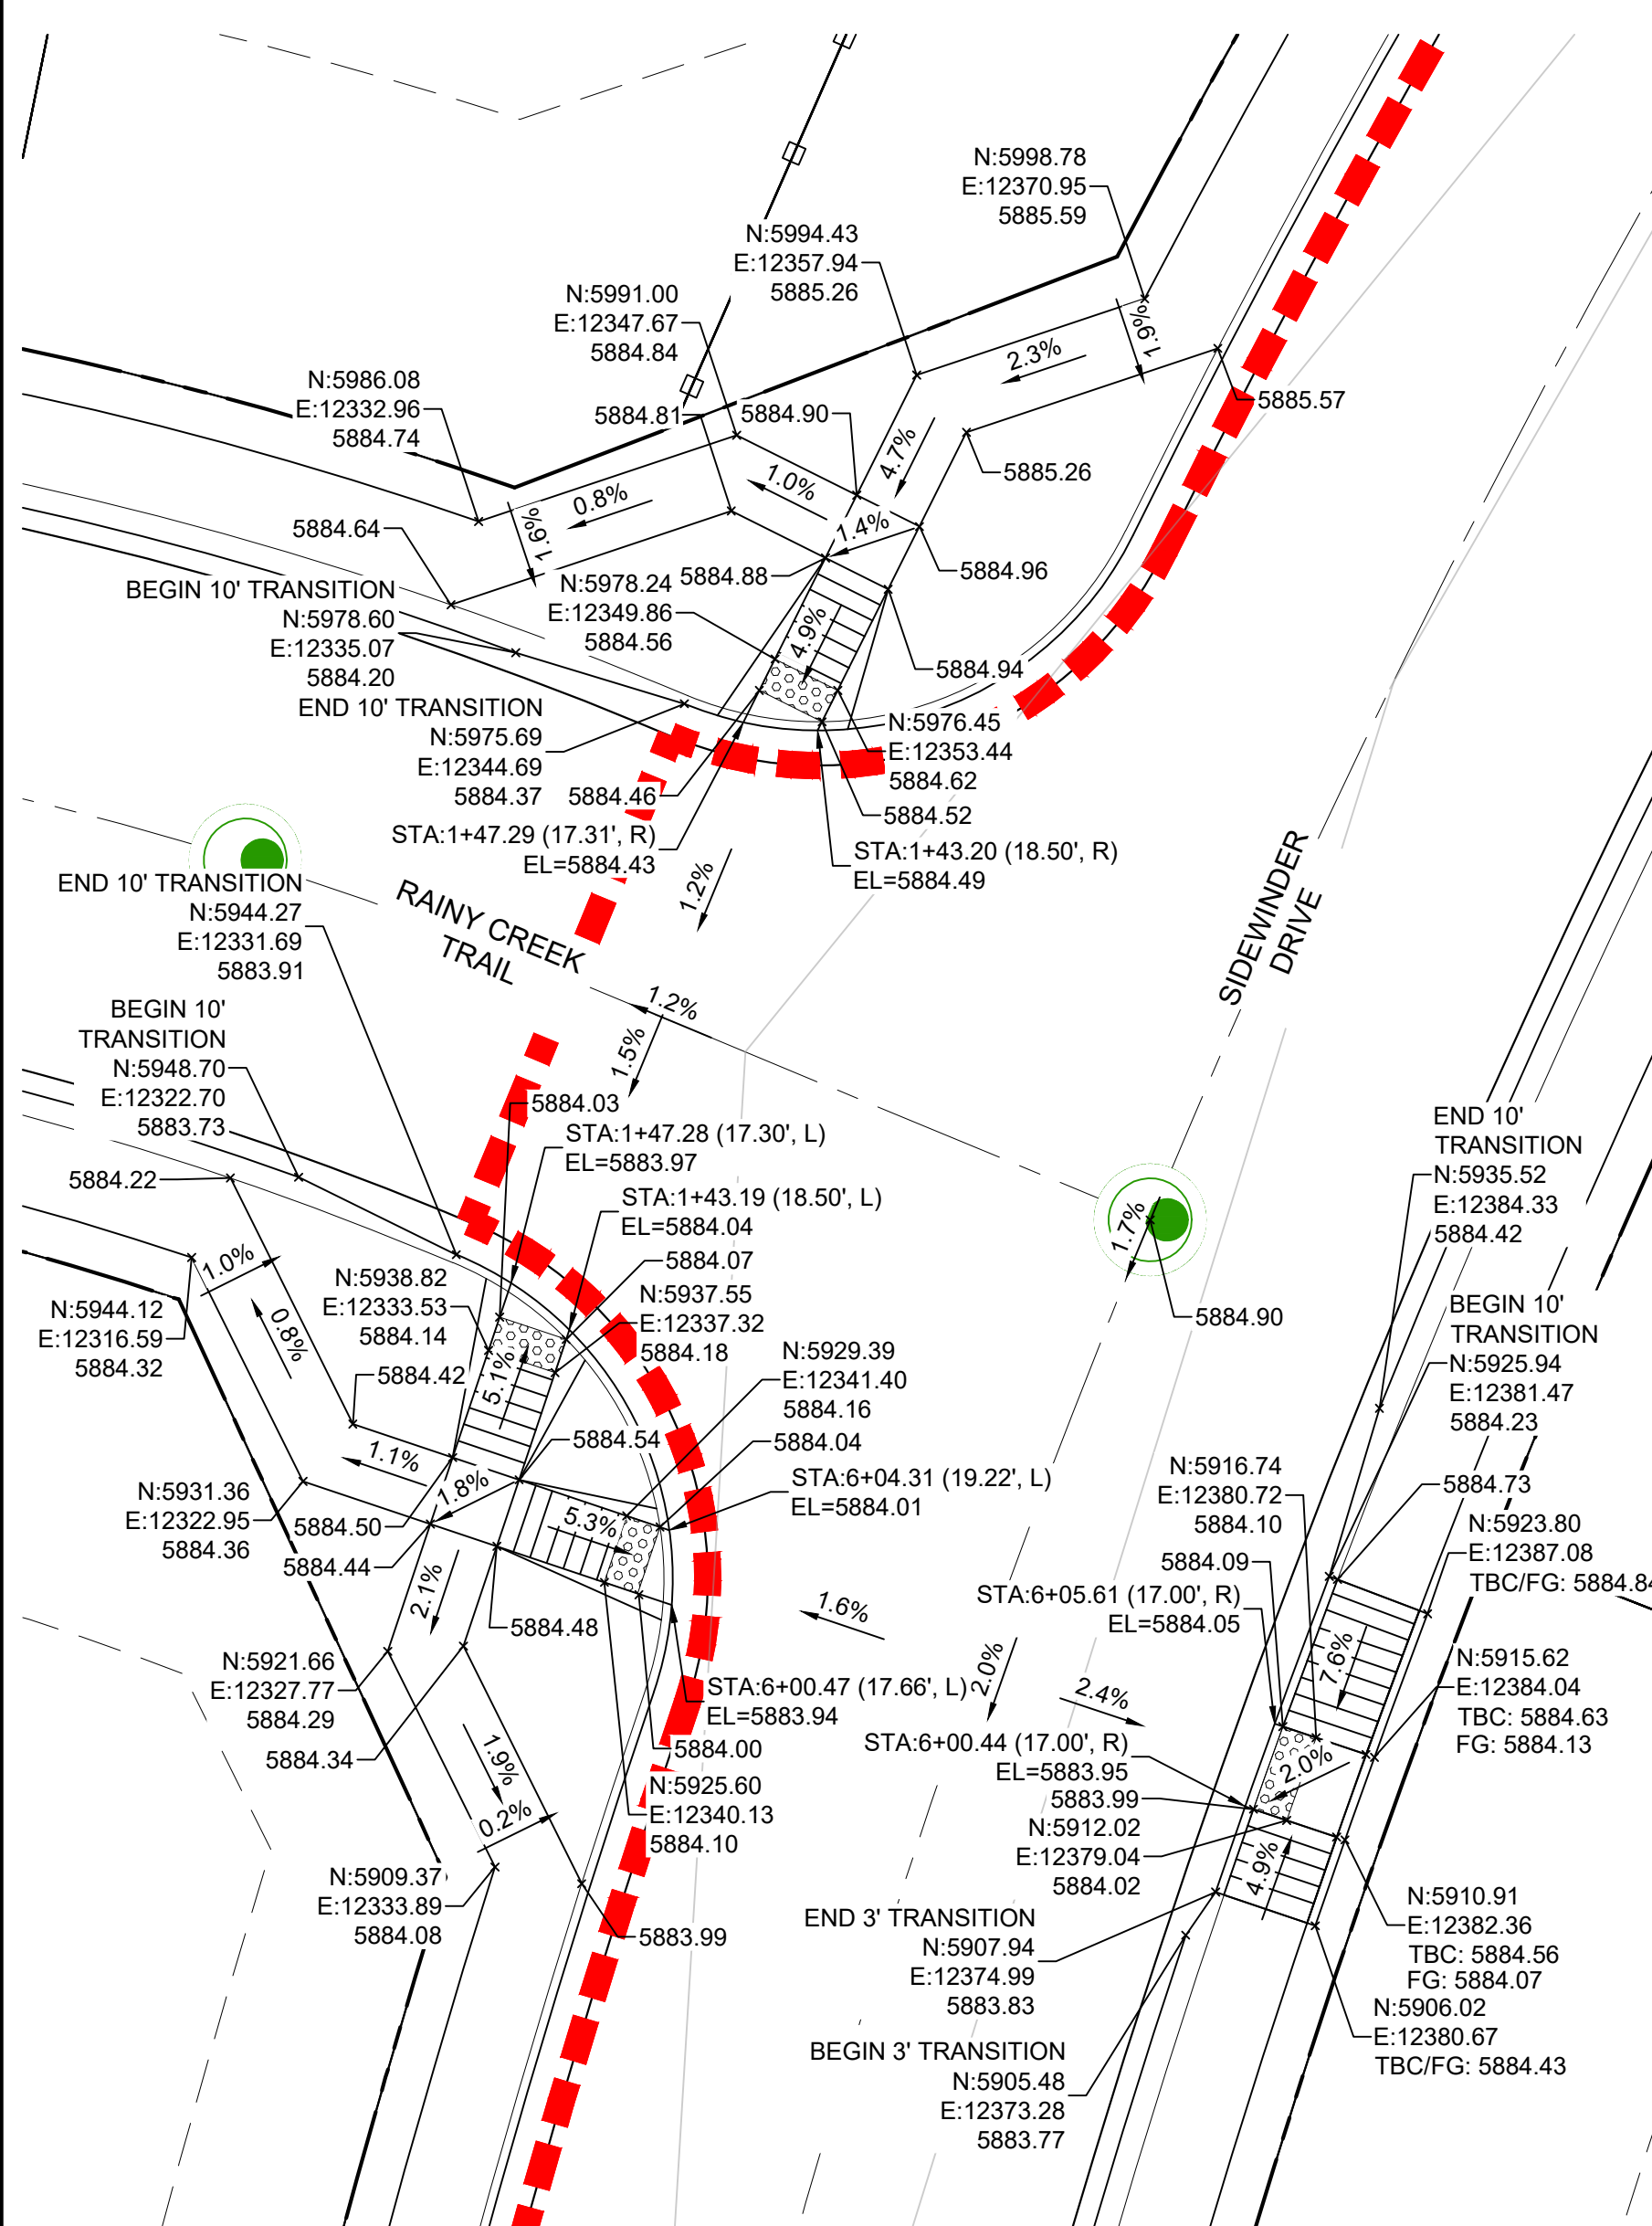 N:5998.78
E:12370.95
5885.59
N:5994.43
E:12357.94
5885.26
1.9%
2.3%
N:5991.00
E:12347.67
5884.84
N:5986.08
E:12332.96
5884.74
5884.81
5884.90
5885.57
4.7%
5885.26
1.0%
0.8%
1.4%
1.6%
5884.64
5884.96
5884.88
N:5978.24
E:12349.86
5884.56
BEGIN 10' TRANSITION
N:5978.60
E:12335.07
5884.20
4.9%
5884.94
END 10' TRANSITION
N:5975.69
E:12344.69
5884.37
N:5976.45
E:12353.44
5884.62
5884.46
5884.52
STA:1+47.29 (17.31', R)
EL=5884.43
STA:1+43.20 (18.50', R)
EL=5884.49
1.2%
SIDEWINDER
DRIVE
END 10' TRANSITION
N:5944.27
E:12331.69
5883.91
RAINY CREEK
TRAIL
1.2%
1.5%
BEGIN 10'
TRANSITION
N:5948.70
E:12322.70
5883.73
5884.03
STA:1+47.28 (17.30', L)
EL=5883.97
END 10'
TRANSITION
N:5935.52
E:12384.33
5884.42
5884.22
STA:1+43.19 (18.50', L)
EL=5884.04
1.7%
5884.07
1.0%
N:5938.82
E:12333.53
5884.14
N:5937.55
E:12337.32
5884.18
5884.90
BEGIN 10'
TRANSITION
N:5925.94
E:12381.47
5884.23
N:5944.12
E:12316.59
5884.32
0.8%
N:5929.39
E:12341.40
5884.16
5.1%
5884.42
5884.54
5884.04
1.1%
1.8%
STA:6+04.31 (19.22', L)
EL=5884.01
N:5916.74
E:12380.72
5884.10
5884.73
N:5931.36
E:12322.95
5884.36
5884.50
5.3%
N:5923.80
E:12387.08
TBC/FG: 5884.84
5884.44
5884.09
2.1%
STA:6+05.61 (17.00', R)
EL=5884.05
1.6%
5884.48
7.6%
N:5921.66
E:12327.77
5884.29
N:5915.62
E:12384.04
TBC: 5884.63
FG: 5884.13
2.0%
STA:6+00.47 (17.66', L)
EL=5883.94
2.4%
5884.34
1.9%
5884.00
STA:6+00.44 (17.00', R)
EL=5883.95
2.0%
N:5925.60
E:12340.13
5884.10
5883.99
0.2%
N:5912.02
E:12379.04
5884.02
4.9%
N:5909.37
E:12333.89
5884.08
N:5910.91
E:12382.36
TBC: 5884.56
FG: 5884.07
5883.99
END 3' TRANSITION
N:5907.94
E:12374.99
5883.83
N:5906.02
E:12380.67
TBC/FG: 5884.43
BEGIN 3' TRANSITION
N:5905.48
E:12373.28
5883.77